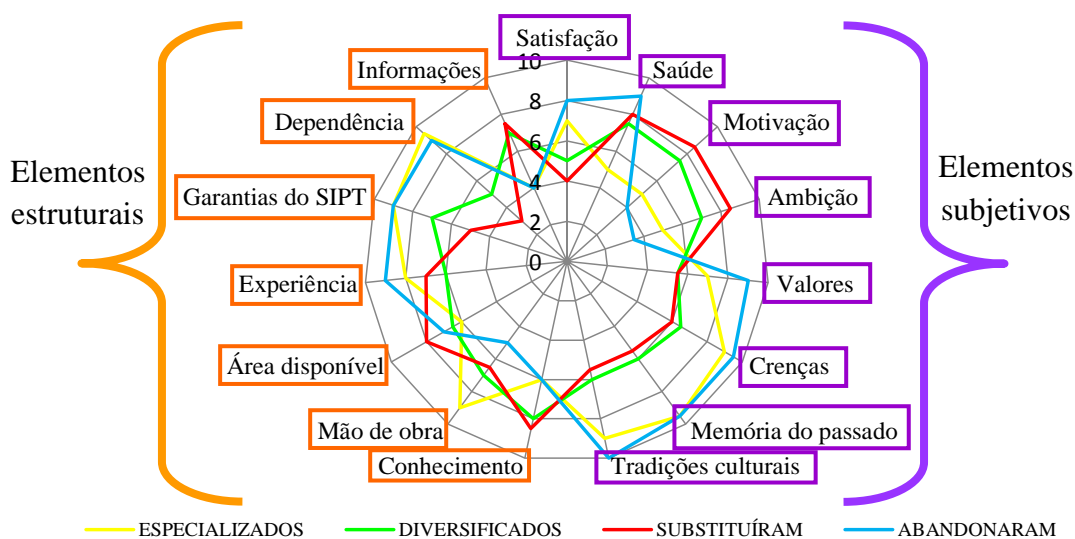 Satisfação
Informações
Saúde
Dependência
Motivação
Garantias do SIPT
Ambição
Experiência
Valores
Área disponível
Crenças
Mão de obra
Memória do passado
Conhecimento
Tradições culturais
10
8
6
4
2
0
Elementos
estruturais
Elementos
subjetivos
ESPECIALIZADOS
DIVERSIFICADOS
SUBSTITUÍRAM
ABANDONARAM